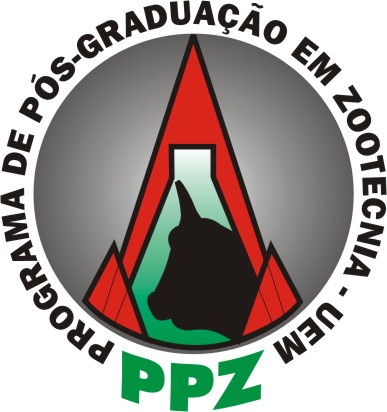 PROGRAMA DE PÓS-GRADUAÇÃO EM ZOOTECNIA - UEM
PPZ